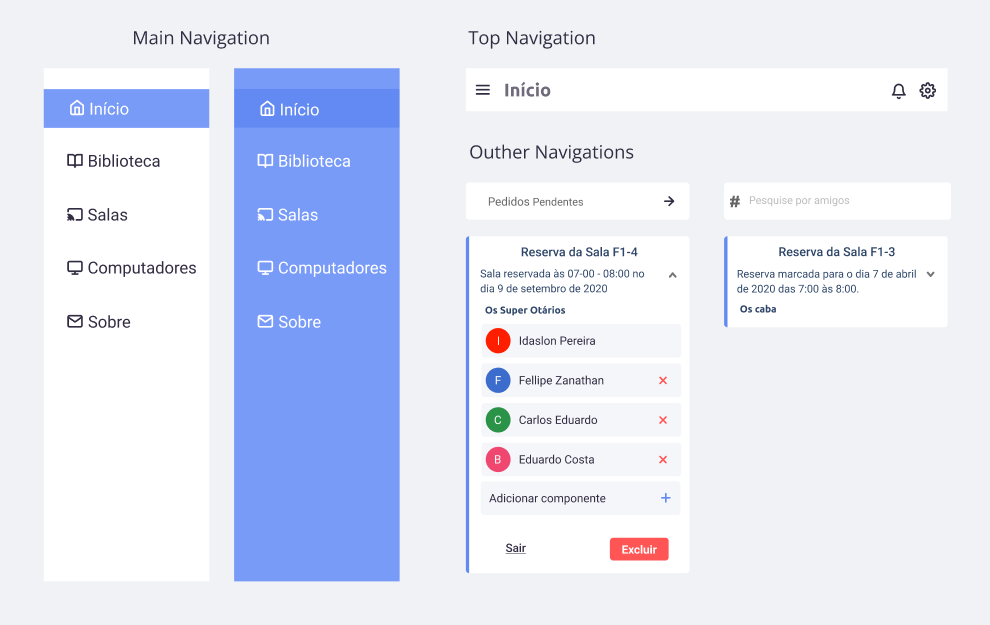 Main Navigation
Início
Biblioteca
Salas
Computadores
Sobre
Início
Biblioteca
Salas
Computadores
Sobre
Top Navigation
Início
Outher Navigations
Pedidos Pendentes
# Pesquise por amigos
Reserva da Sala F1-4
Sala reservada às 07-00 - 08:00 no
dia 9 de setembro de 2020
Os Super Otários
I Idaslon Pereira
F Fellipe Zanathan
C Carlos Eduardo
B Eduardo Costa
Adicionar componente +
Sair
Excluir
Reserva da Sala F1-3
Reserva marcada para o dia 7 de abril
de 2020 das 7:00 às 8:00.
Os caba